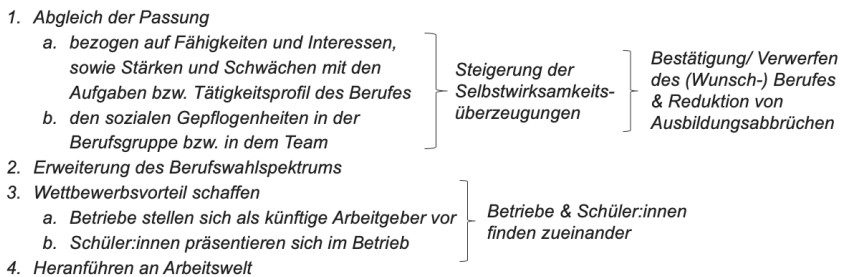 1. Abgleich der Passung
a. bezogen auf Fähigkeiten und Interessen,
sowie Stärken und Schwächen mit den
Aufgaben bzw. Tätigkeitsprofil des Berufes
b. den sozialen Gepflogenheiten in der
Berufsgruppe bzw. in dem Team
Steigerung der
Selbstwirksamkeits-
überzeugungen
Bestätigung/ Verwerfen
des (Wunsch-) Berufes
& Reduktion von
Ausbildungsabbrüchen
2. Erweiterung des Berufswahlspektrums
3. Wettbewerbsvorteil schaffen
a. Betriebe stellen sich als künftige Arbeitgeber vor
b. Schüler:innen präsentieren sich im Betrieb
Betriebe & Schüler:innen
finden zueinander
4. Heranführen an Arbeitswelt